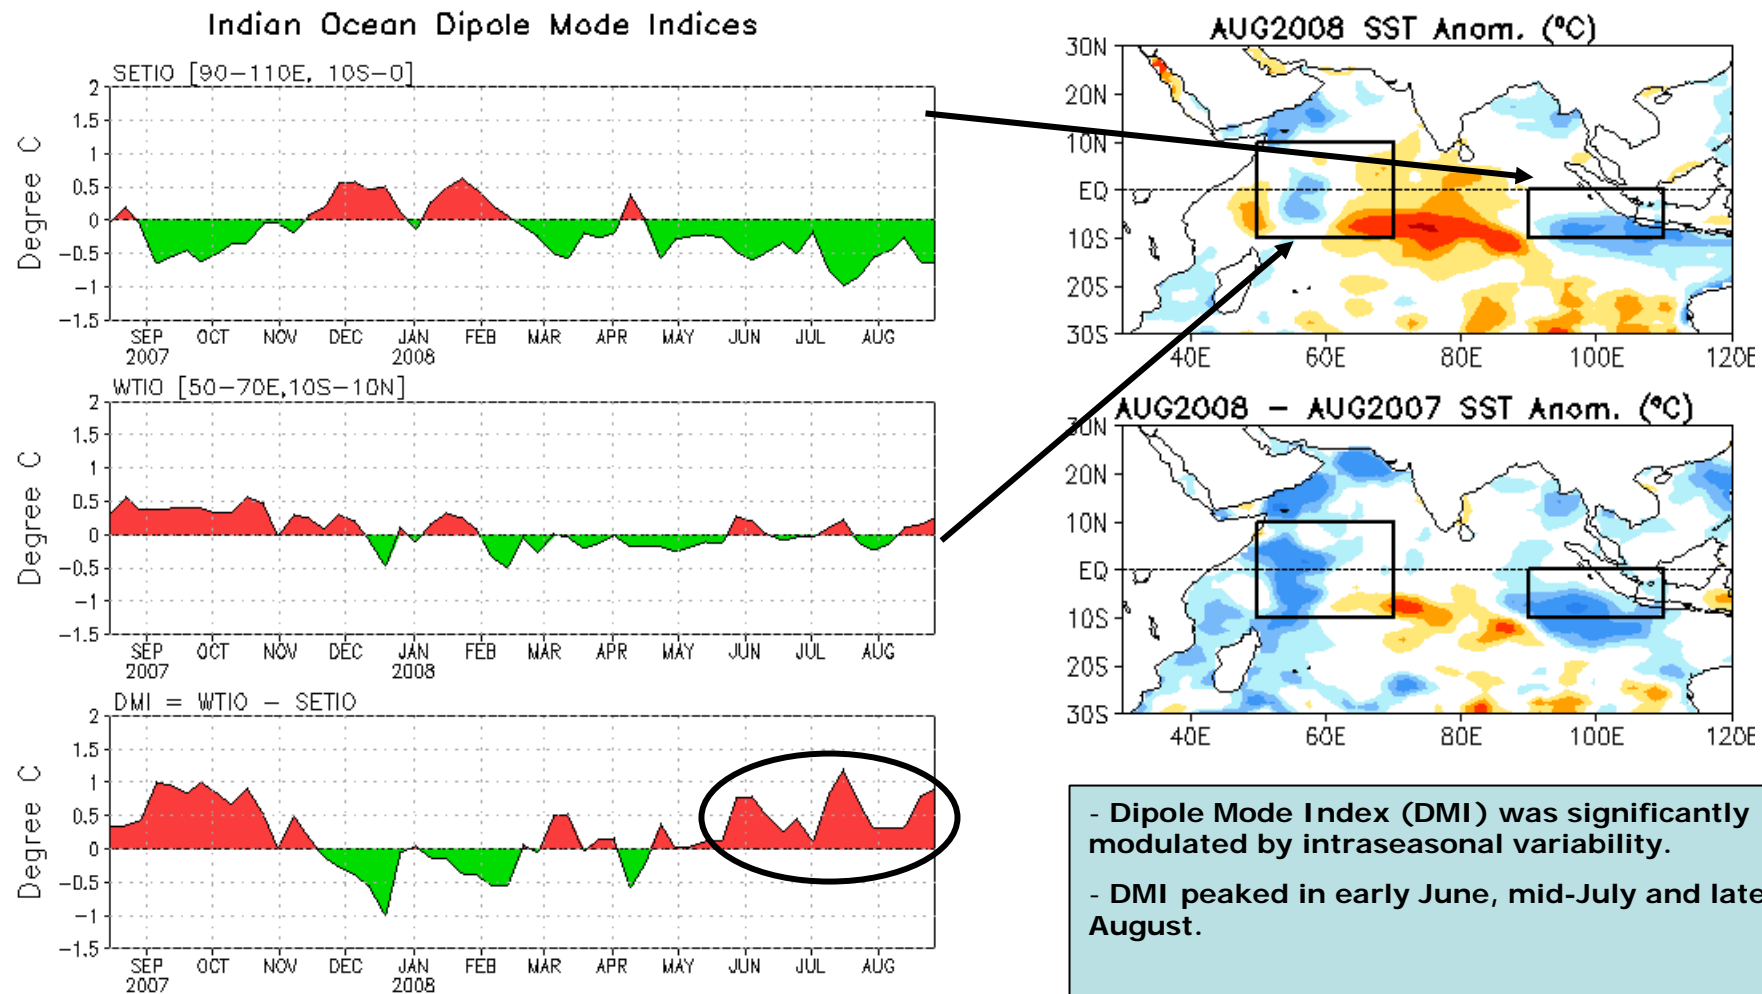 Indian Ocean Dipole Mode Indices
SETIO [90-110E, 10S-0]
2
1.5
1
0.5
0
-0.5
-1
-1.5
Degree C
SEP OCT NOV DEC JAN FEB MAR APR MAY JUN JUL AUG
2007 2008
WTIO [50-70E,10S-10N]
2
1.5
1
0.5
0
-0.5
-1
-1.5
Degree C
SEP OCT NOV DEC JAN FEB MAR APR MAY JUN JUL AUG
2007 2008
DMI = WTIO - SETIO
2
1.5
1
0.5
0
-0.5
-1
-1.5
Degree C
SEP OCT NOV DEC JAN FEB MAR APR MAY JUN JUL AUG
2007 2008
AUG2008 SST Anom. (°C)
30N
20N
10N
EQ
10S
20S
30S
40E 60E 80E 100E 120E
AUG2008 - AUG2007 SST Anom. (°C)
30N
20N
10N
EQ
10S
20S
30S
40E 60E 80E 100E 120E
- Dipole Mode Index (DMI) was significantly
modulated by intraseasonal variability.
- DMI peaked in early June, mid-July and late
August.